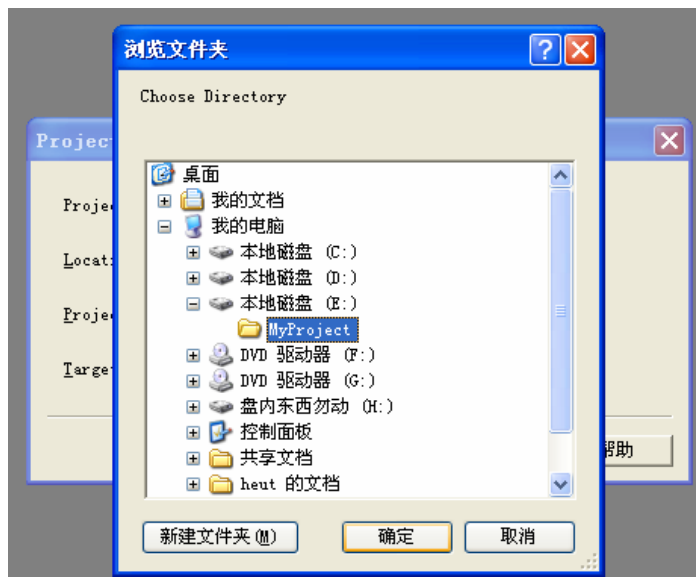 浏览文件夹
Choose Directory
Projec
桌面
我的文档
Proje
我的电脑
本地磁盘 (C:)
Locat:
本地磁盘 (D:)
本地磁盘 (E:)
MyProject
Proje
DVD 驱动器 (F:)
DVD 驱动器 (G:)
Targe
盘内东西勿动 (H:)
控制面板
共享文档
帮助
heut 的文档
新建文件夹(M) 确定 取消